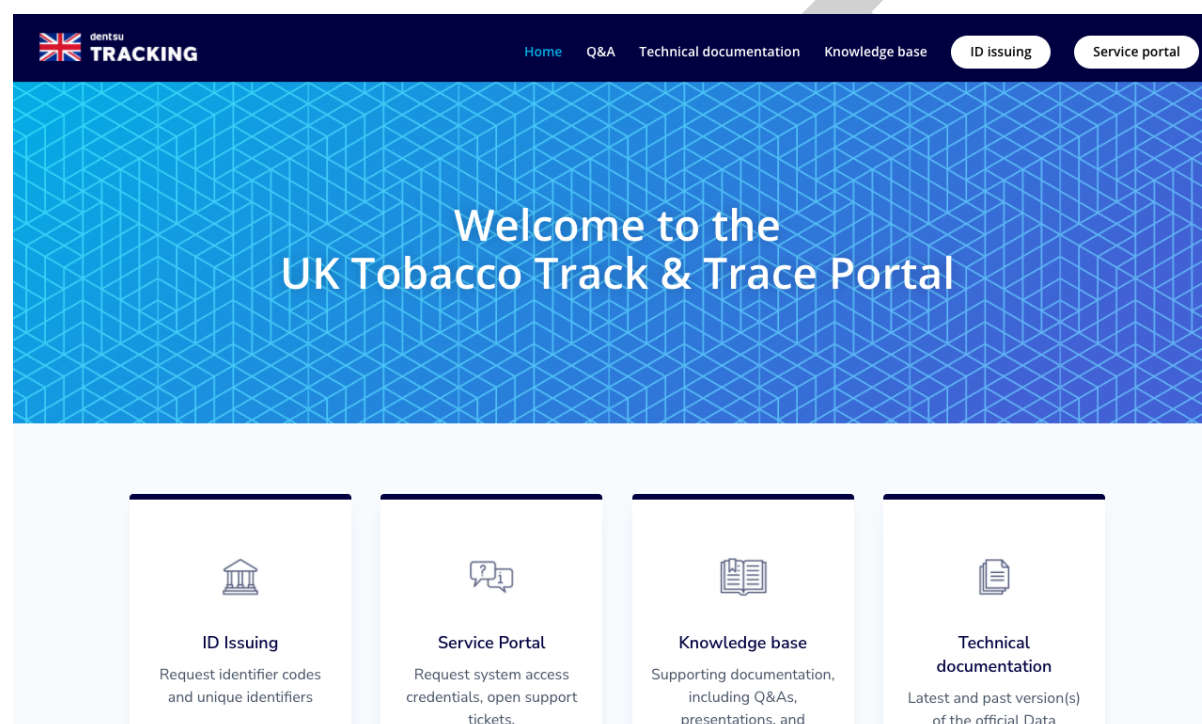 dentsu
TRACKING
Home Q&A Technical documentation Knowledge base ID issuing Service portal
Welcome to the
UK Tobacco Track & Trace Portal
ID Issuing
Request identifier codes
and unique identifiers
Service Portal
Request system access
credentials, open support
tickets.
Knowledge base
Supporting documentation,
including Q&As,
presentations, and
Technical
documentation
Latest and past version(s)
of the official Data